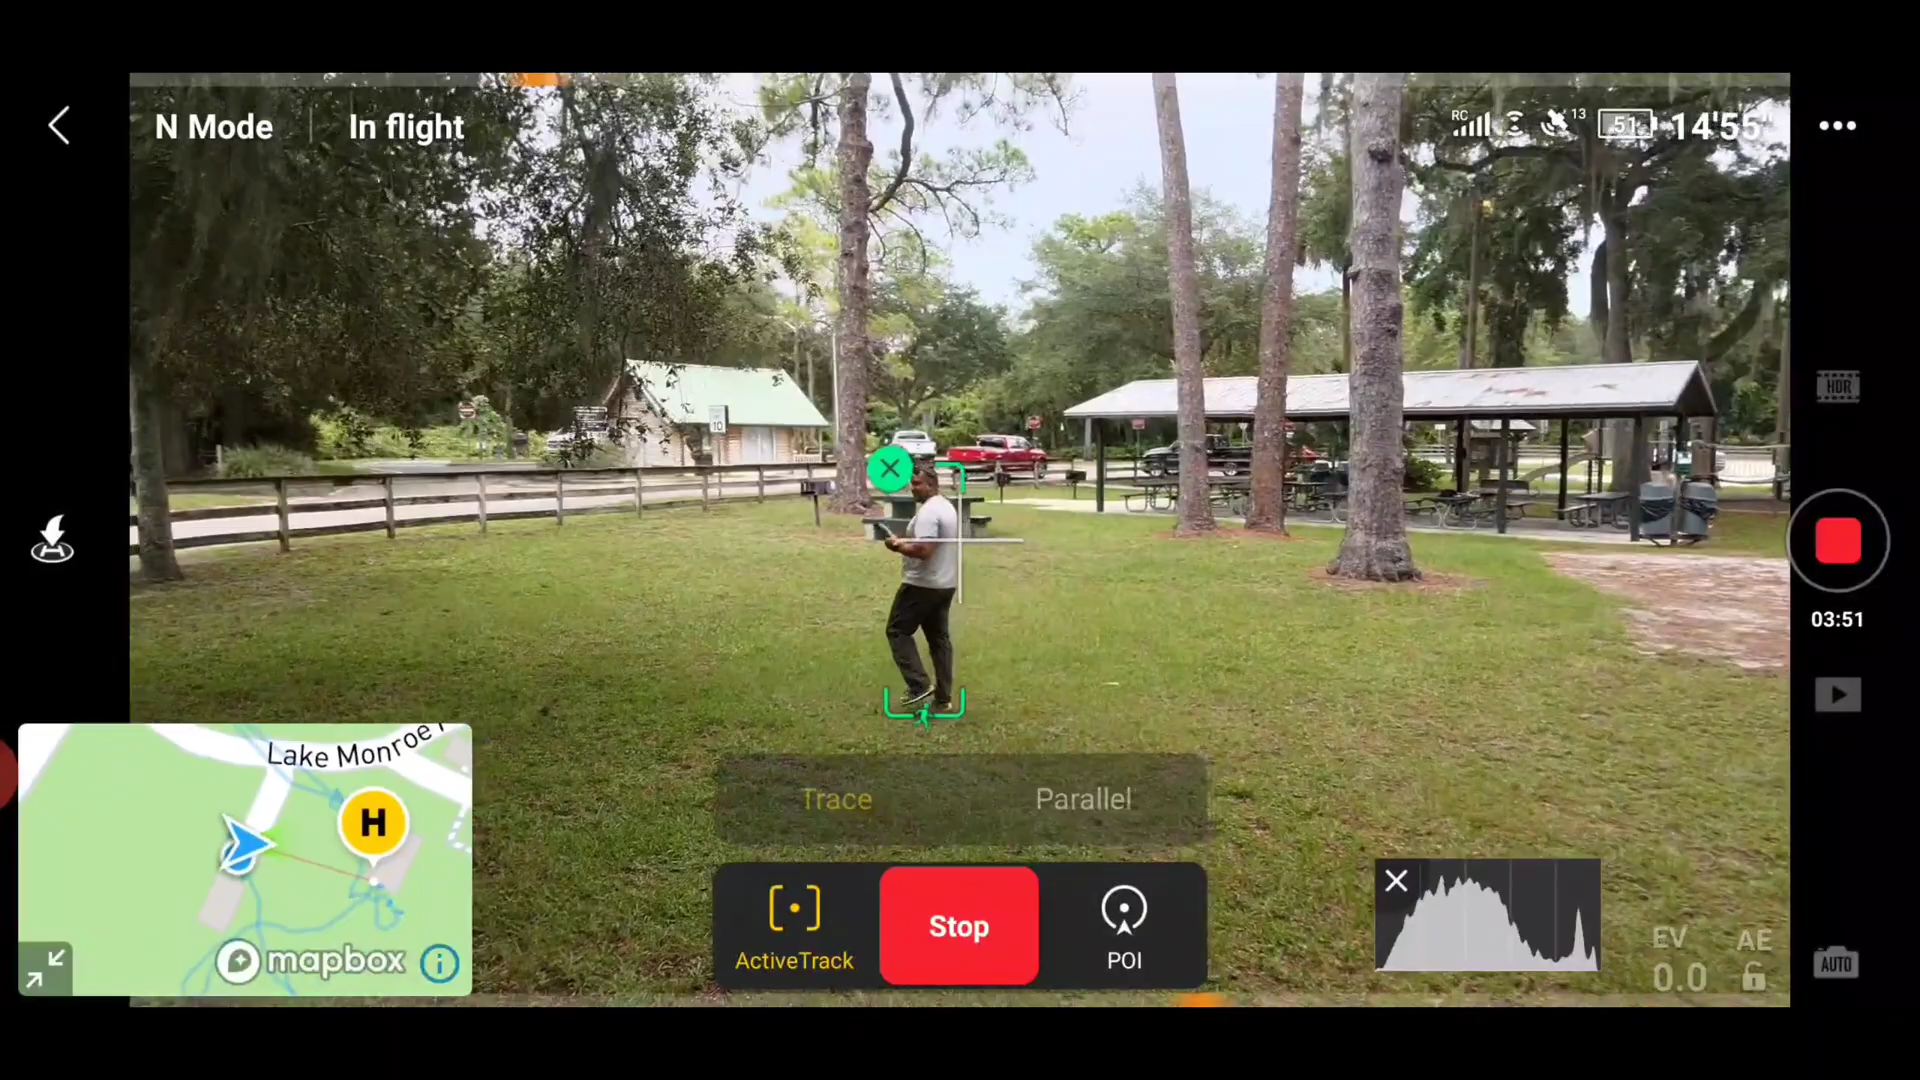 N Mode
In flight
RC
13
51
14'55"
HDR
10
03:51
Lake Monroe
H
mapbox
i
Trace
Parallel
ActiveTrack
Stop
POI
EV
0.0
AE
AUTO